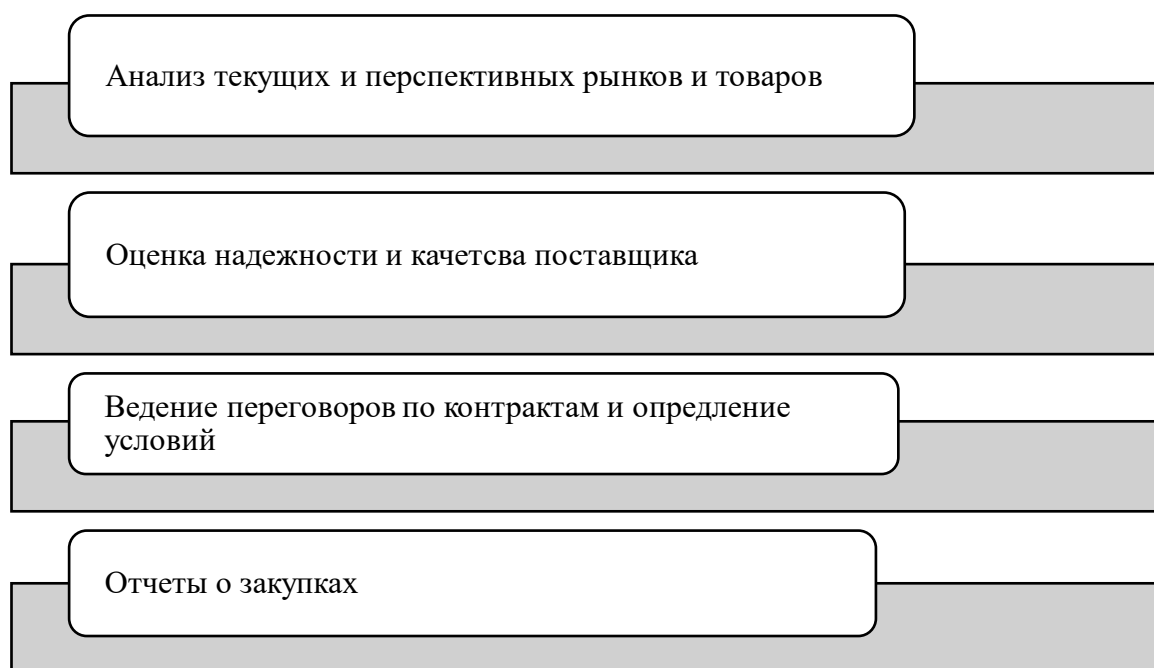 Анализ текущих и перспективных рынков и товаров
Оценка надежности и качетсва поставщика
Ведение переговоров по контрактам и опредление
условий
Отчеты о закупках